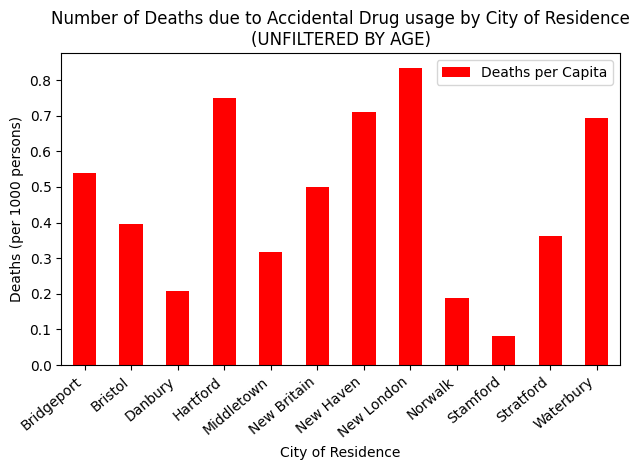 Number of Deaths due to Accidental Drug usage by City of Residence
(UNFILTERED BY AGE)
Deaths per Capita
Deaths (per 1000 persons)
0.8
0.7
0.6
0.5
0.4
0.3
0.2
0.1
0.0
Bridgeport
Bristol
Danbury
Hartford
Middletown
New Britain
New Haven
New London
Norwalk
Stamford
Stratford
Waterbury
City of Residence